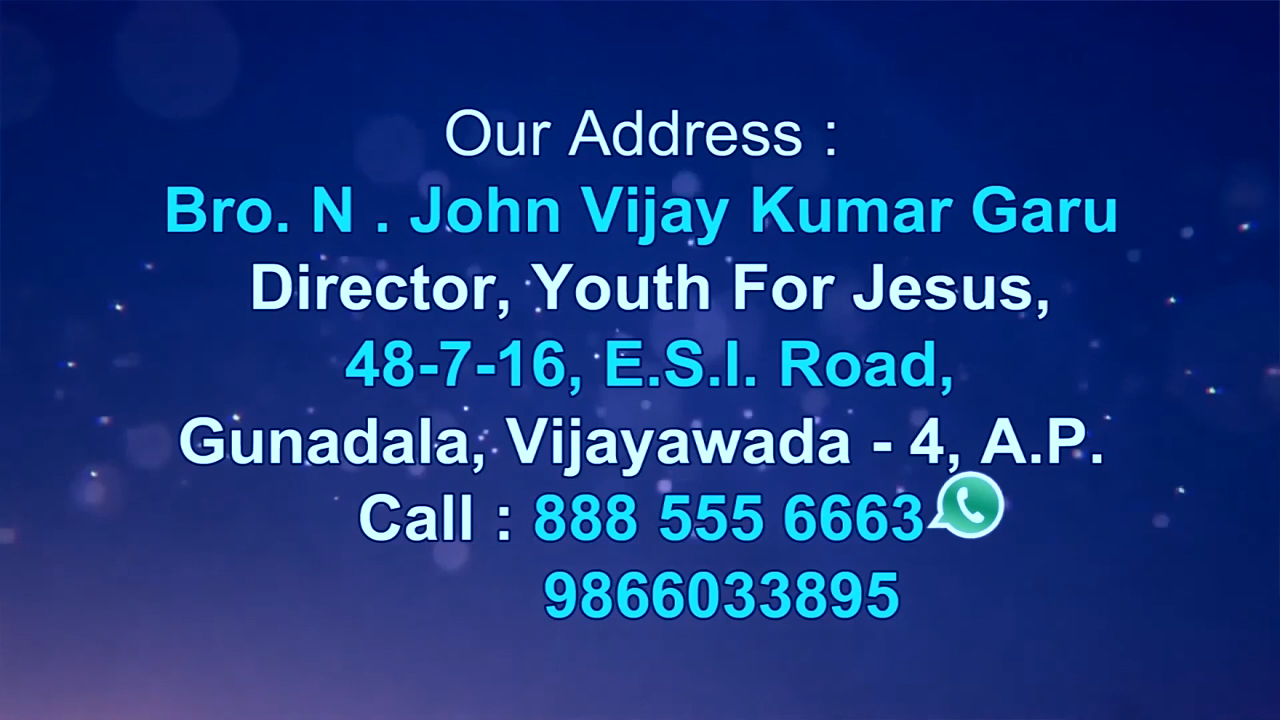 Our Address :
Bro. N . John Vijay Kumar Garu
Director, Youth For Jesus,
48-7-16, E.S.I. Road,
Gunadala, Vijayawada - 4, A.P.
Call : 888 555 6663
9866033895